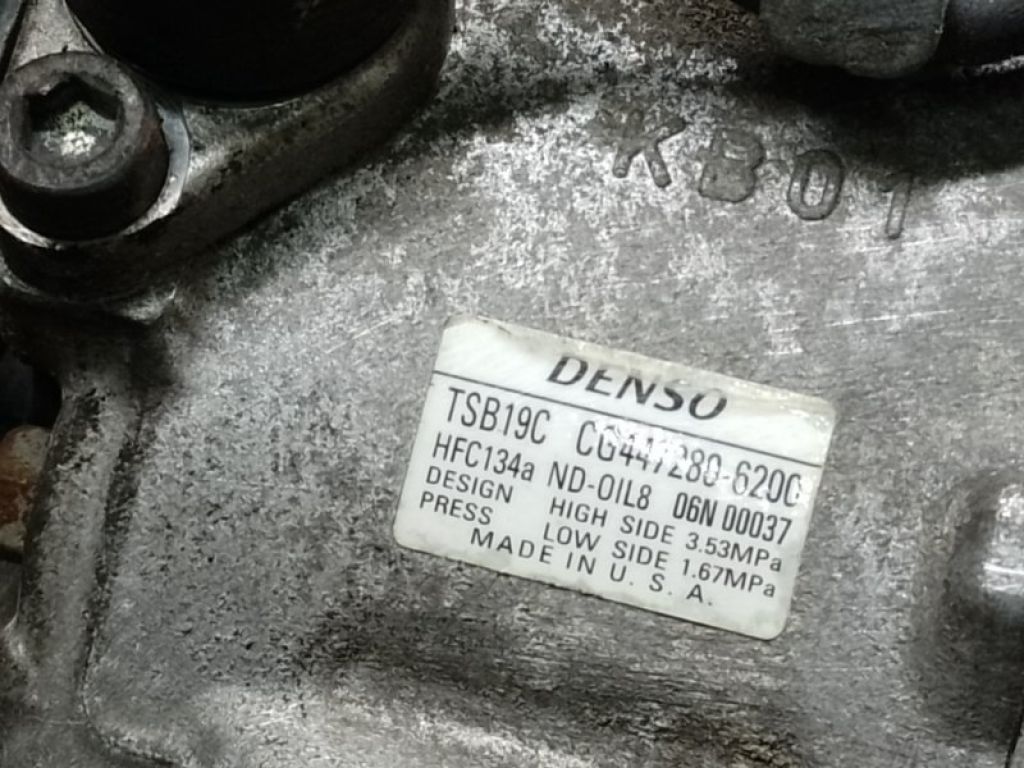 KB01
DENSO
TSB19C CG447280-6200
HFC134a ND-OIL8 06N 00037
DESIGN HIGH SIDE 3.53MPa
PRESS LOW SIDE 1.67MPa
MADE IN U. S. A.